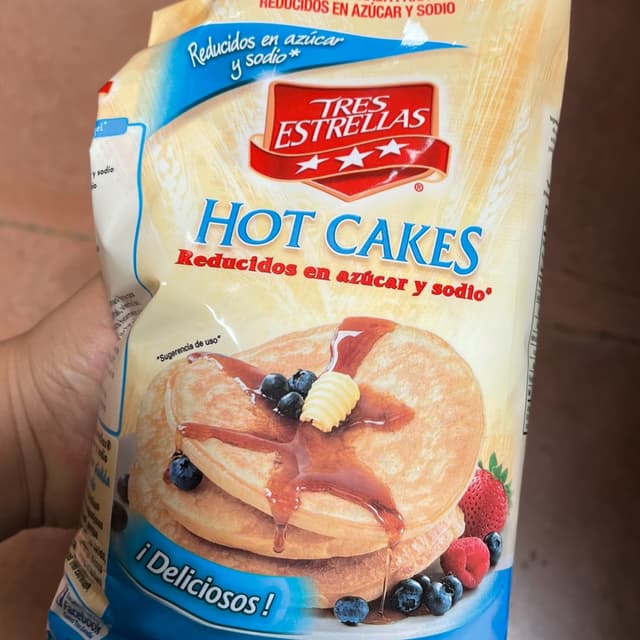 REDUCIDOS EN AZÚCAR Y SODIO
Reducidos en azúcar
y sodio*
TRES
ESTRELLAS
®
HOT CAKES
Reducidos en azúcar y sodio*
"Sugerencia de uso"
y sodio
¡Deliciosos!